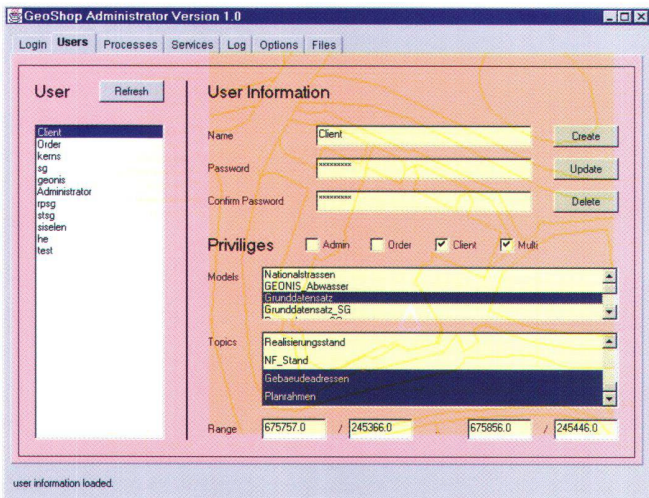 GeoShop Administrator Version 1.0
Login Users Processes Services Log Options Files
User Refresh
Client
Order
kerns
sg
geonis
Administrator
rpsg
stsg
siselen
he
test
User Information
Name Client Create
Password ********* Update
Confirm Password ********* Delete
Priviliges Admin Order Client Multi
Models
Nationalstrassen
GEONIS_Abwasser
Grunddatensatz
Grunddatensatz_SG
Topics
Realisierungsstand
NF_Stand
Gebaeudeadressen
Planrahmen
Range 675757.0 / 245366.0 - 675856.0 / 245446.0
user information loaded.